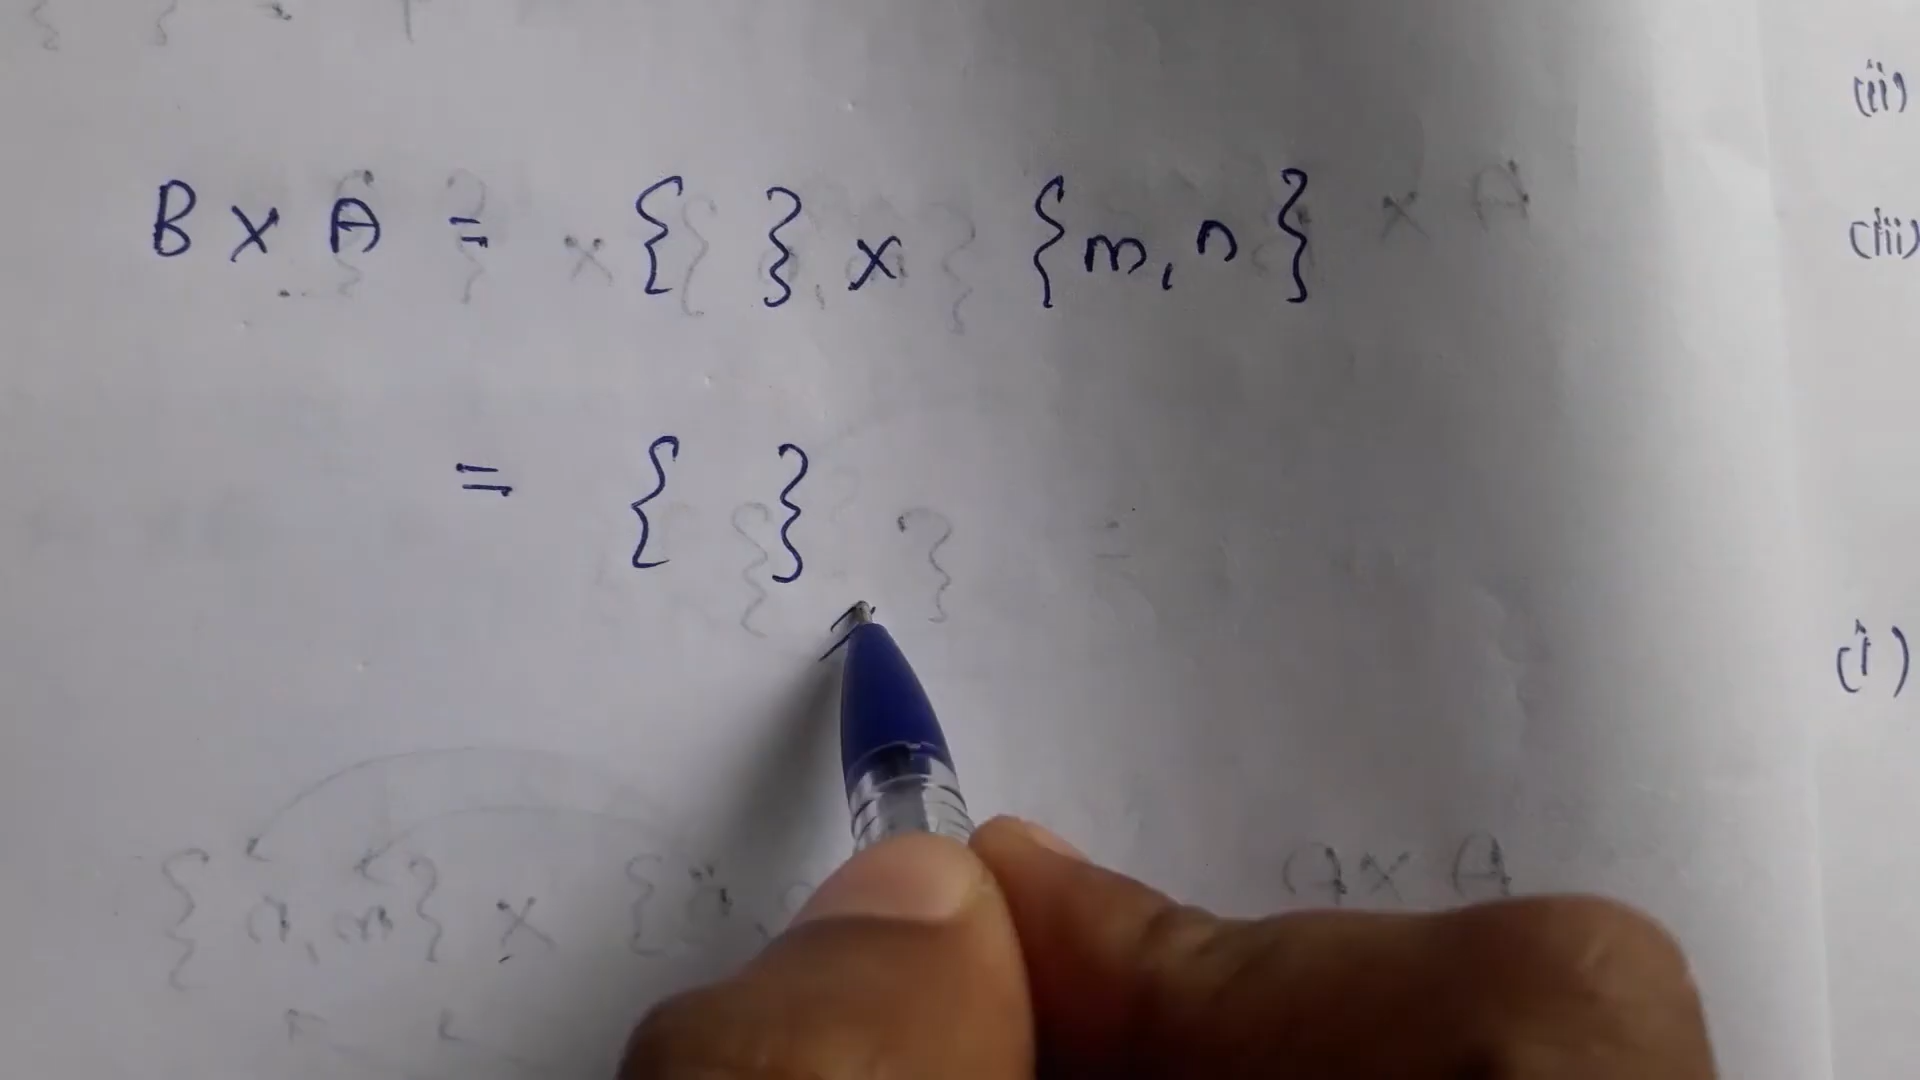 B × A = { } × {m, n}
= { }
(ii)
(iii)
(i)